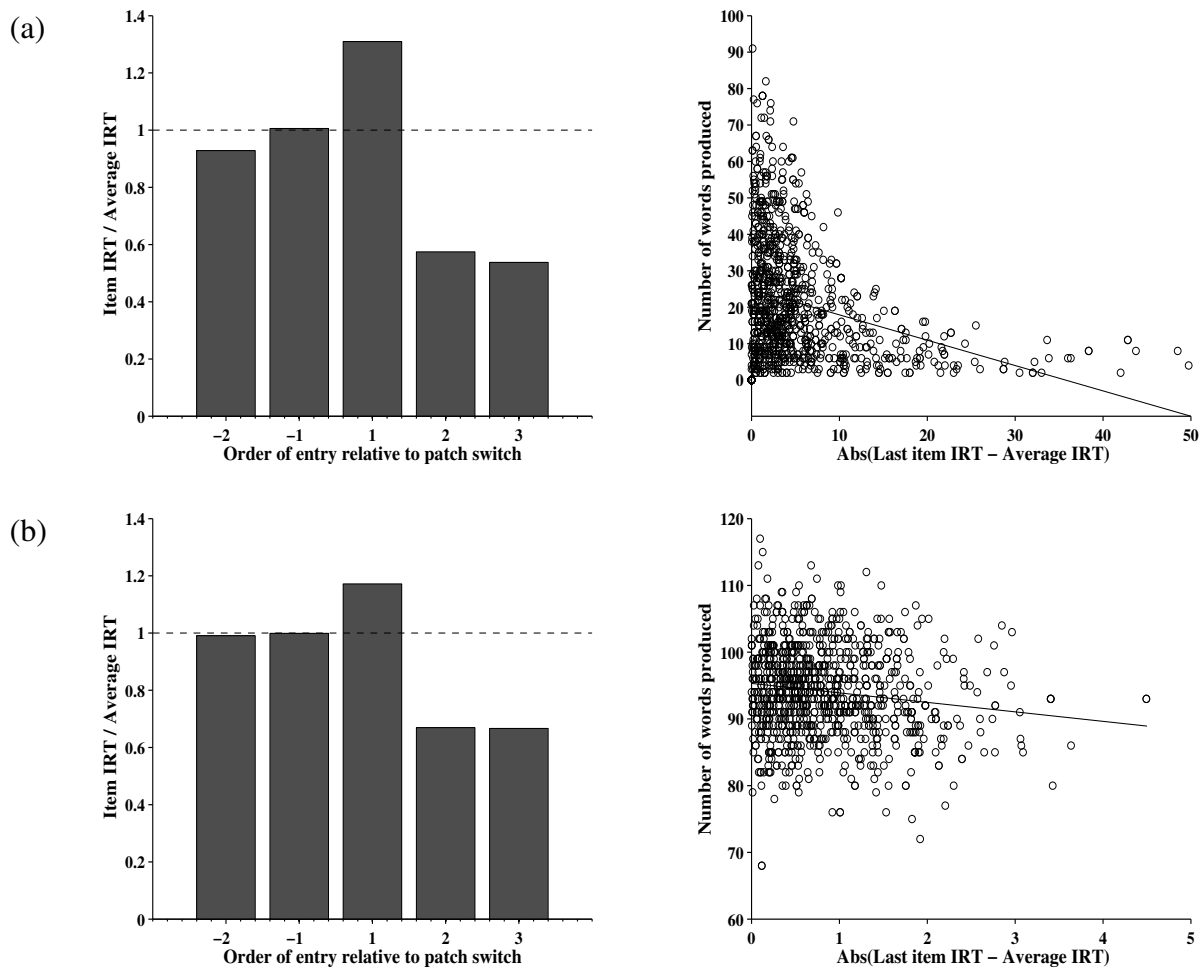 (a)
1.4
1.2
1
0.8
0.6
0.4
0.2
0
Item IRT / Average IRT
−2 −1 1 2 3
Order of entry relative to patch switch
100
90
80
70
60
50
40
30
20
10
0
Number of words produced
0 10 20 30 40 50
Abs(Last item IRT − Average IRT)
(b)
1.4
1.2
1
0.8
0.6
0.4
0.2
0
Item IRT / Average IRT
−2 −1 1 2 3
Order of entry relative to patch switch
120
110
100
90
80
70
60
Number of words produced
0 1 2 3 4 5
Abs(Last item IRT − Average IRT)